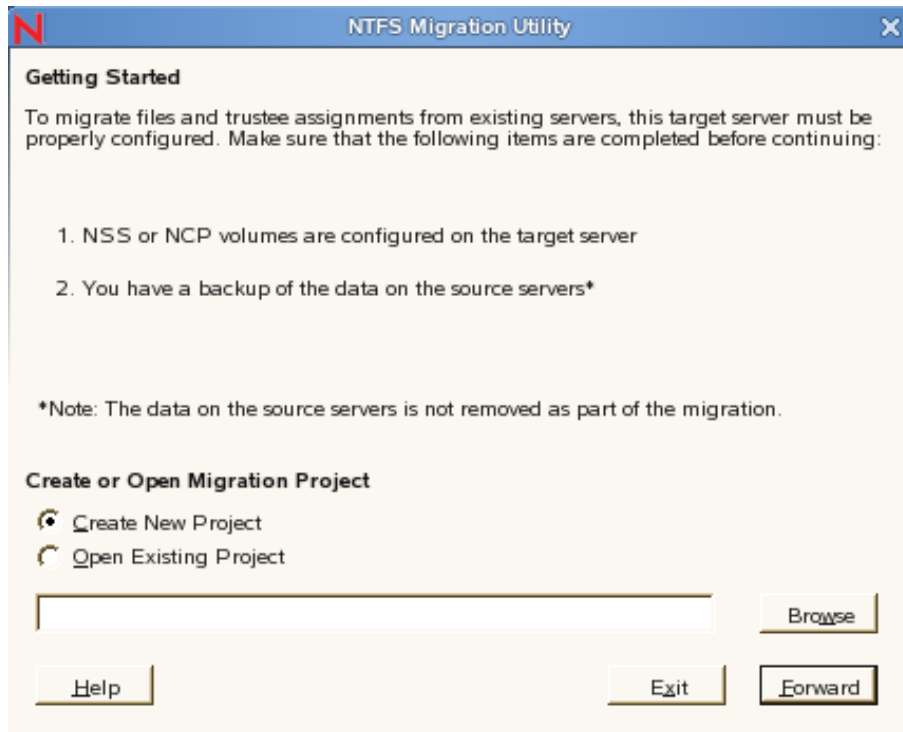 N NTFS Migration Utility X
Getting Started
To migrate files and trustee assignments from existing servers, this target server must be
properly configured. Make sure that the following items are completed before continuing:
1. NSS or NCP volumes are configured on the target server
2. You have a backup of the data on the source servers*
*Note: The data on the source servers is not removed as part of the migration.
Create or Open Migration Project
Create New Project
Open Existing Project
Browse
Help Exit Forward